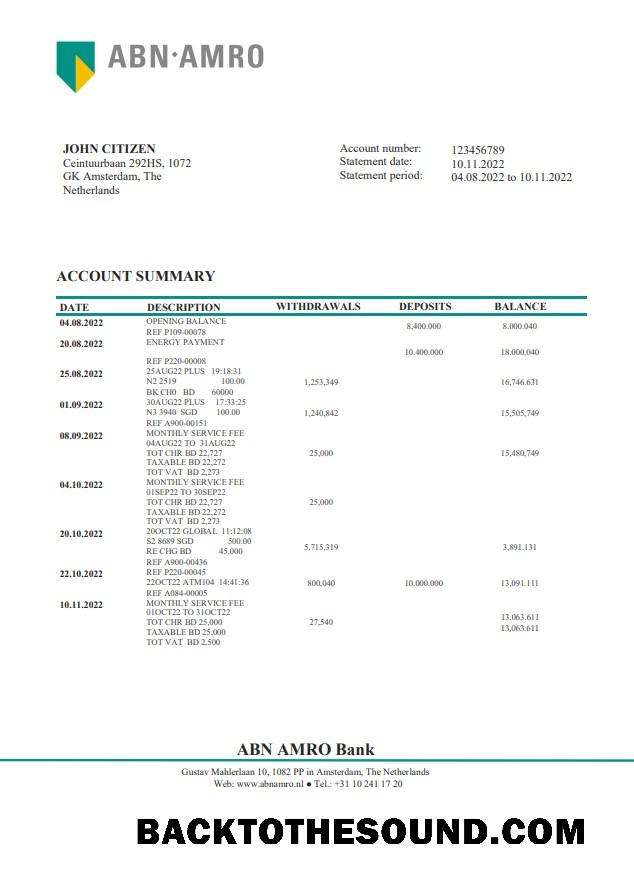 ABN·AMRO
JOHN CITIZEN
Ceintuurbaan 292HS, 1072
GK Amsterdam, The
Netherlands
Account number: 123456789
Statement date: 10.11.2022
Statement period: 04.08.2022 to 10.11.2022
ACCOUNT SUMMARY
DATE DESCRIPTION WITHDRAWALS DEPOSITS BALANCE
04.08.2022 OPENING BALANCE 8,400.000 8.000.040
REF P109-00078
20.08.2022 ENERGY PAYMENT 10.400.000 18.000.040
REF P220-00008
25.08.2022 25AUG22 PLUS 19:18:31
N2 2519 100.00 1,253,349 16,746.631
BK CH0 BD 60000
01.09.2022 30AUG22 PLUS 17:33:25
N3 3940 SGD 100.00 1,240,842 15,505,749
REF A900-00151
08.09.2022 MONTHLY SERVICE FEE
04AUG22 TO 31AUG22
TOT CHR BD 22,727 25,000 15,480,749
TAXABLE BD 22,272
TOT VAT BD 2,273
04.10.2022 MONTHLY SERVICE FEE
01SEP22 TO 30SEP22
TOT CHR BD 22,727 25,000
TAXABLE BD 22,272
TOT VAT BD 2,273
20.10.2022 20OCT22 GLOBAL 11:12:08
S2 8689 SGD 500.00
RE CHG BD 45.000 5,715,319 3,891.131
REF A900-00436
22.10.2022 REF P220-00045
22OCT22 ATM104 14:41:36 800,040 10.000.000 13,091.111
REF A084-00005
10.11.2022 MONTHLY SERVICE FEE
01OCT22 TO 31OCT22 13,063.611
TOT CHR BD 25,000 27,540
TAXABLE BD 25,000 13,063.611
TOT VAT BD 2,500
ABN AMRO Bank
Gustav Mahlerlaan 10, 1082 PP in Amsterdam, The Netherlands
Web: www.abnamro.nl ● Tel.: +31 10 241 17 20
BACKTOTHESOUND.COM